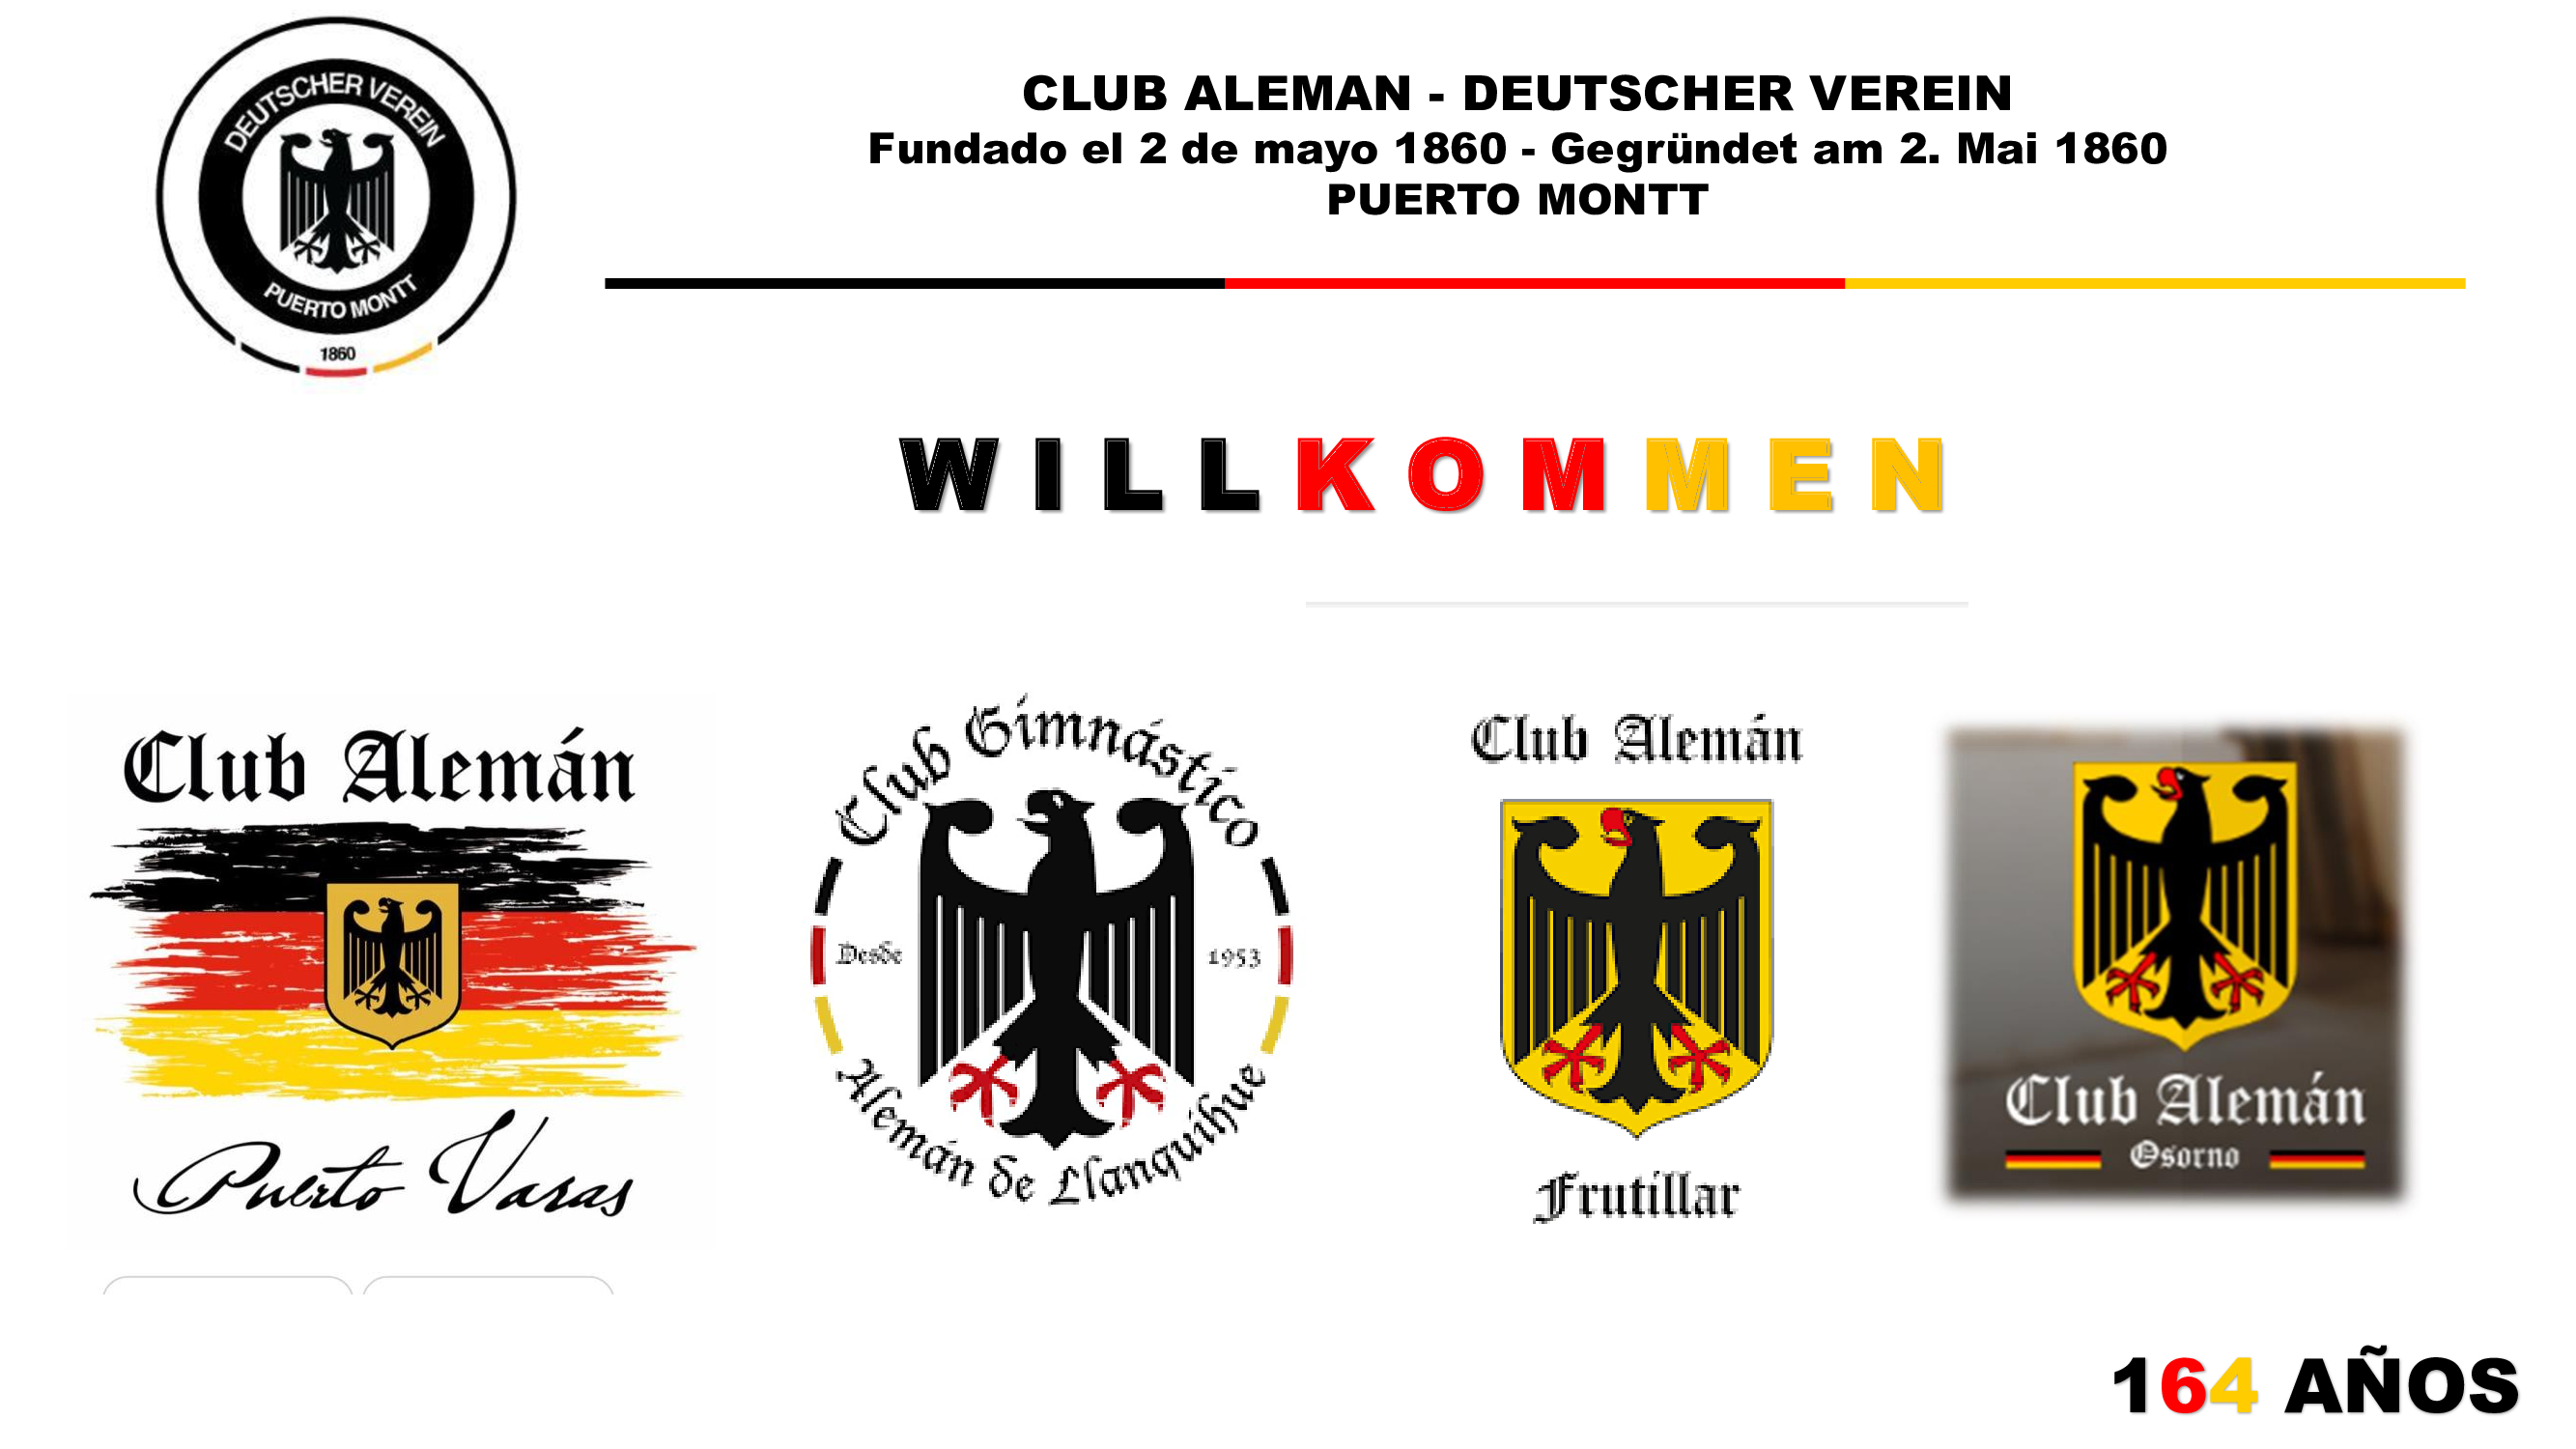 DEUTSCHER VEREIN
PUERTO MONTT
1860
CLUB ALEMAN - DEUTSCHER VEREIN
Fundado el 2 de mayo 1860 - Gegründet am 2. Mai 1860
PUERTO MONTT
WILLKOMMEN
Club Alemán
Puerto Varas
Club Gimnástico
Desde 1953
Alemán de Llanquihue
Club Alemán
Frutillar
Club Alemán
Osorno
164 AÑOS